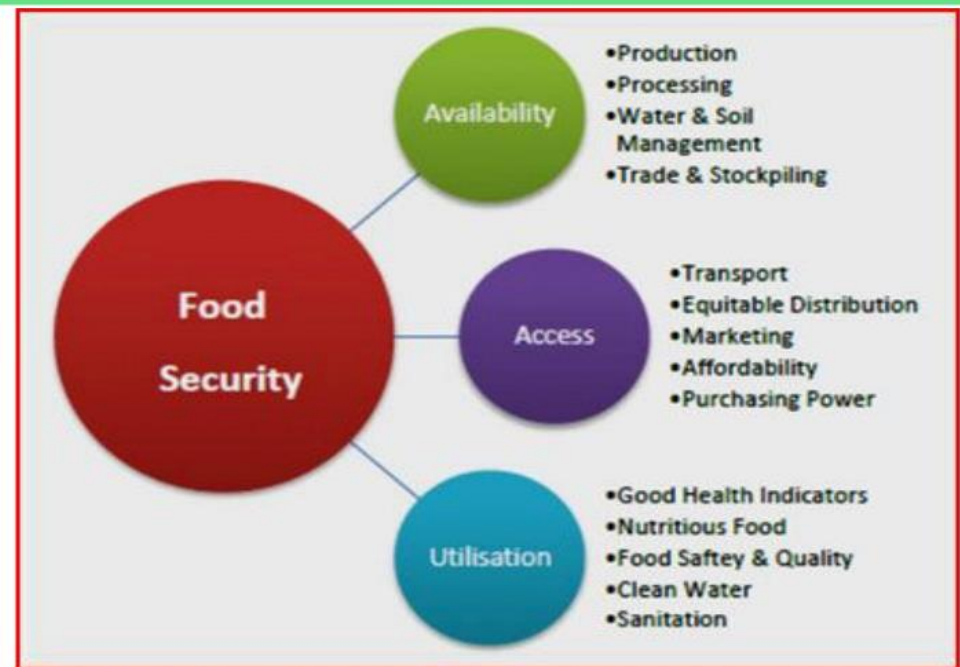 Food
Security
Availability
•Production
•Processing
•Water & Soil
Management
•Trade & Stockpiling
Access
•Transport
•Equitable Distribution
•Marketing
•Affordability
•Purchasing Power
Utilisation
•Good Health Indicators
•Nutritious Food
•Food Saftey & Quality
•Clean Water
•Sanitation